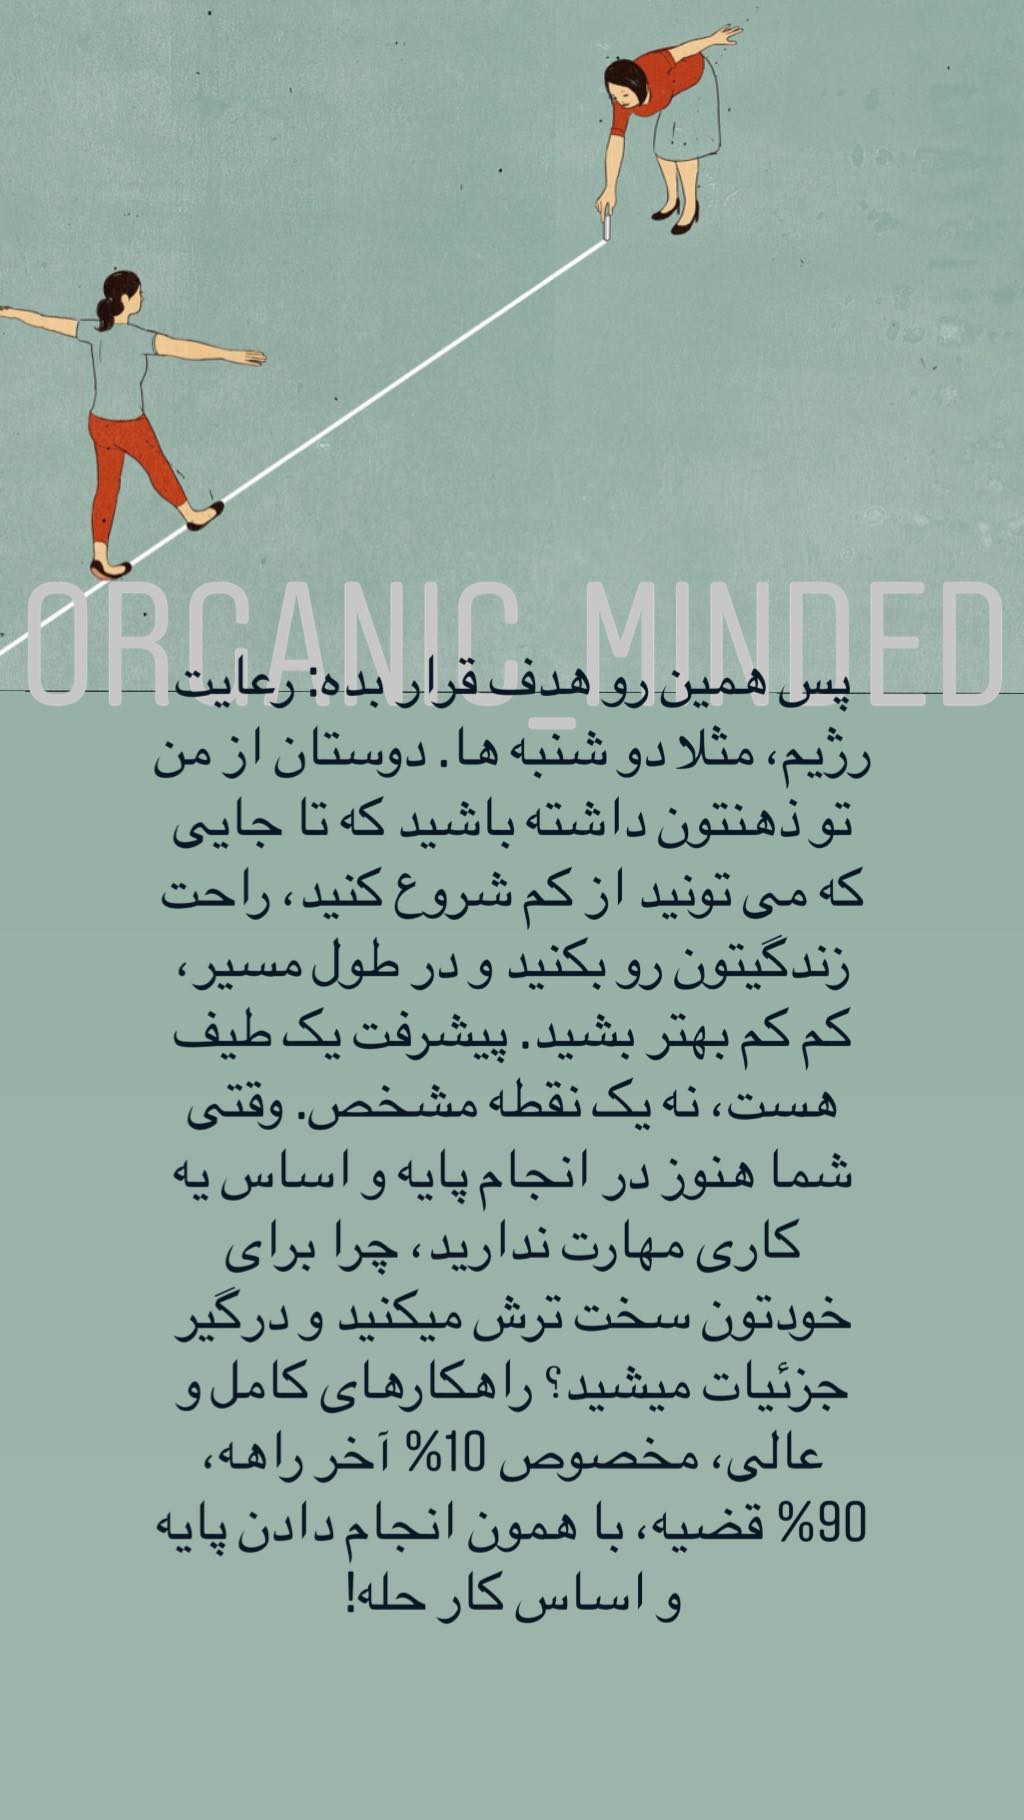 ORGANIC_MINDED
پس همین رو هدف قرار بده: رعایت
رژیم، مثلا دو شنبه ها. دوستان از من
تو ذهنتون داشته باشید که تا جایی
که می تونید از کم شروع کنید، راحت
زندگیتون رو بکنید و در طول مسیر،
کم کم بهتر بشید. پیشرفت یک طیف
هست، نه یک نقطه مشخص. وقتی
شما هنوز در انجام پایه و اساس یه
کاری مهارت ندارید، چرا برای
خودتون سخت ترش میکنید و درگیر
جزئیات میشید؟ راهکارهای کامل و
عالی، مخصوص 10% آخر راهه،
90% قضیه، با همون انجام دادن پایه
و اساس کار حله!